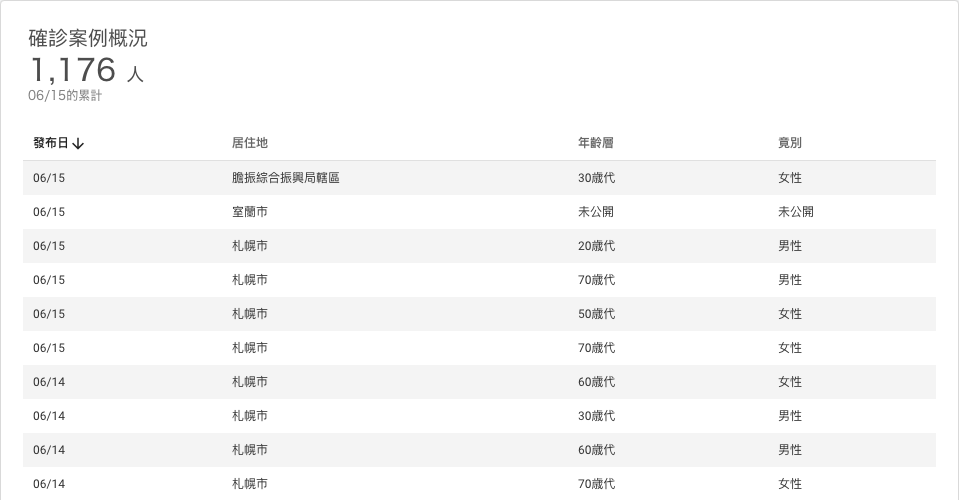 確診案例概況
1,176 人
06/15的累計
發布日↓ 居住地 年齡層 竟別
06/15 膽振綜合振興局轄區 30歲代 女性
06/15 室蘭市 未公開 未公開
06/15 札幌市 20歲代 男性
06/15 札幌市 70歲代 男性
06/15 札幌市 50歲代 女性
06/15 札幌市 70歲代 女性
06/14 札幌市 60歲代 女性
06/14 札幌市 30歲代 男性
06/14 札幌市 60歲代 男性
06/14 札幌市 70歲代 女性